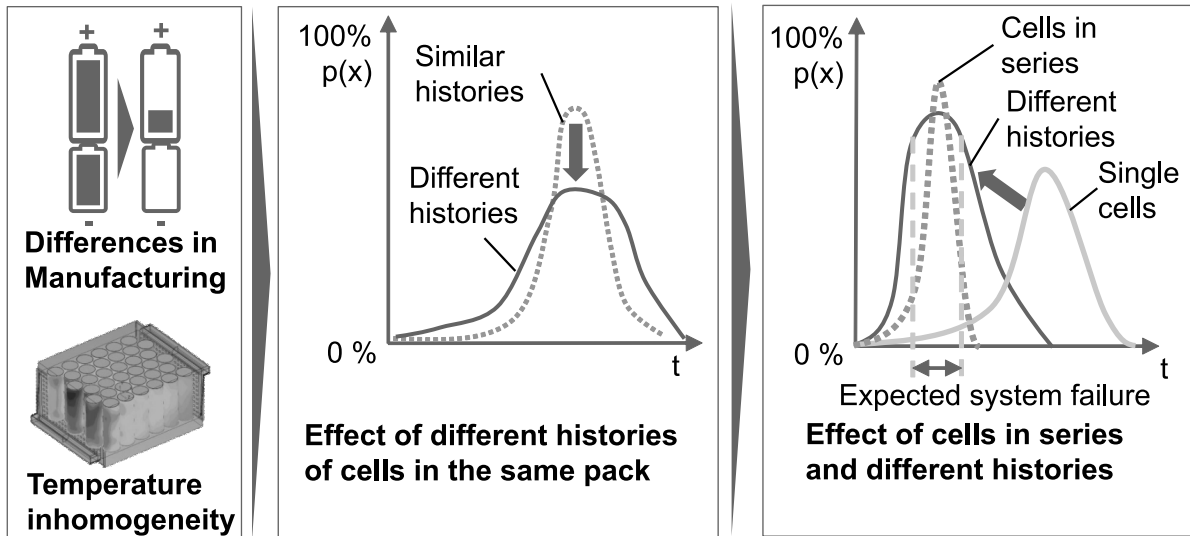 + +
- -
Differences in
Manufacturing
Temperature
inhomogeneity
100%
p(x)
Similar
histories
Different
histories
0 %
t
Effect of different histories
of cells in the same pack
100%
p(x)
Cells in
series
Different
histories
Single
cells
0 %
t
Expected system failure
Effect of cells in series
and different histories